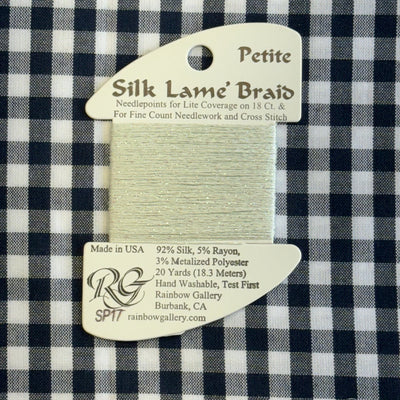 Petite
Silk Lame' Braid
Needlepoints for Lite Coverage on 18 Ct. &
For Fine Count Needlework and Cross Stitch
Made in USA
92% Silk, 5% Rayon,
3% Metalized Polyester
20 Yards (18.3 Meters)
Hand Washable, Test First
Rainbow Gallery
Burbank, CA
RG
SP17
rainbowgallery.com